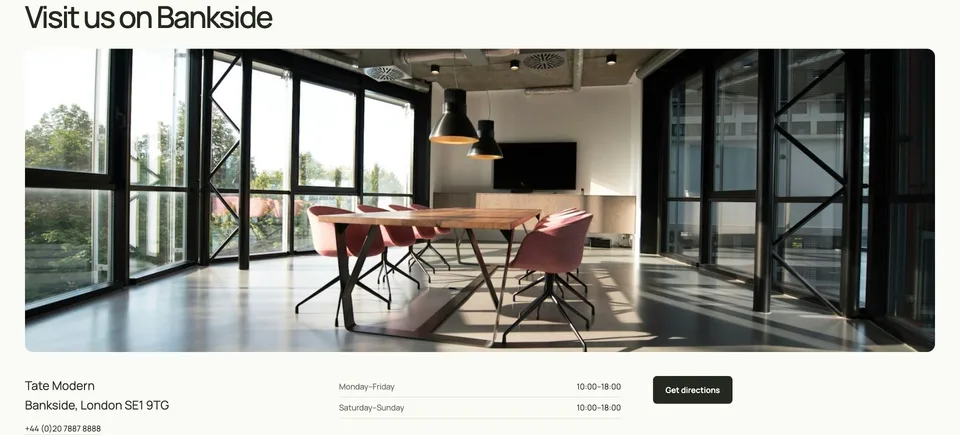 Visit us on Bankside
Tate Modern
Bankside, London SE1 9TG
+44 (0)20 7887 8888
Monday–Friday 10:00–18:00
Saturday–Sunday 10:00–18:00
Get directions